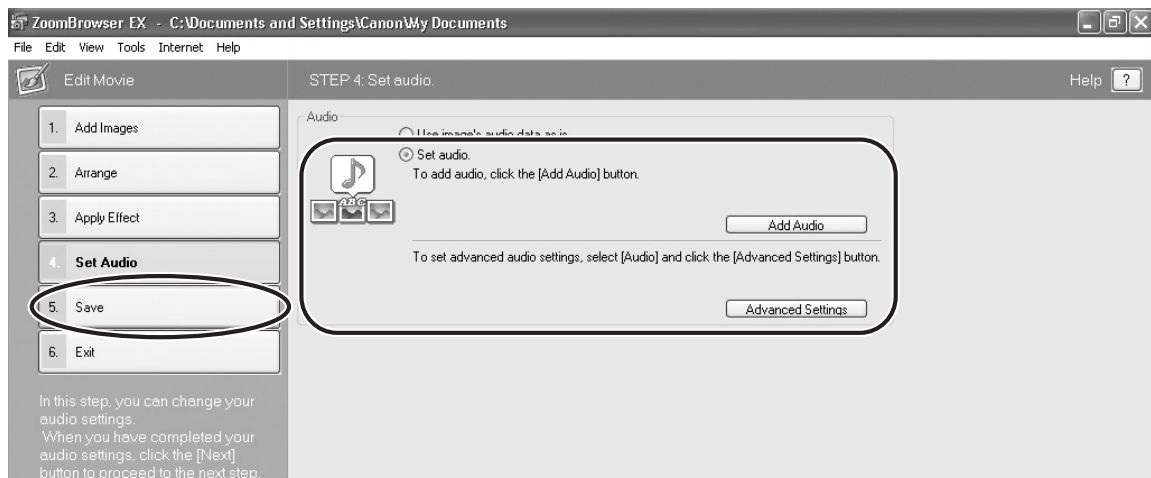 ZoomBrowser EX - C:\Documents and Settings\Canon\My Documents
File Edit View Tools Internet Help
Edit Movie
STEP 4: Set audio.
Help ?
1. Add Images
2. Arrange
3. Apply Effect
4. Set Audio
5. Save
6. Exit
In this step, you can change your
audio settings.
When you have completed your
audio settings, click the [Next]
button to proceed to the next step.
Audio
Use image's audio data as is.
Set audio.
To add audio, click the [Add Audio] button.
ABC
Add Audio
To set advanced audio settings, select [Audio] and click the [Advanced Settings] button.
Advanced Settings